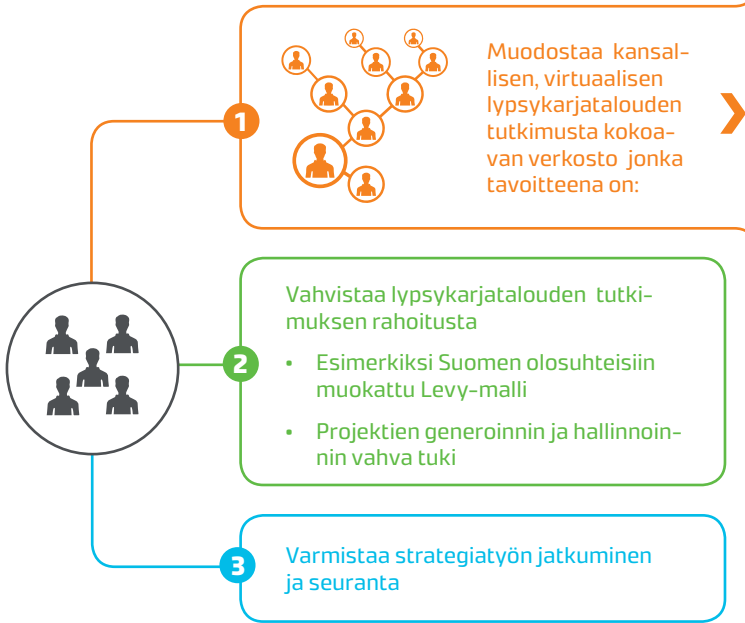 1
Muodostaa kansal-
lisen, virtuaalisen
lypsykarjatalouden
tutkimusta kokoa-
van verkosto jonka
tavoitteena on:
2
Vahvistaa lypsykarjatalouden tutki-
muksen rahoitusta
• Esimerkiksi Suomen olosuhteisiin
muokattu Levy-malli
• Projektien generoinnin ja hallinnoin-
nin vahva tuki
3
Varmistaa strategiatyön jatkuminen
ja seuranta